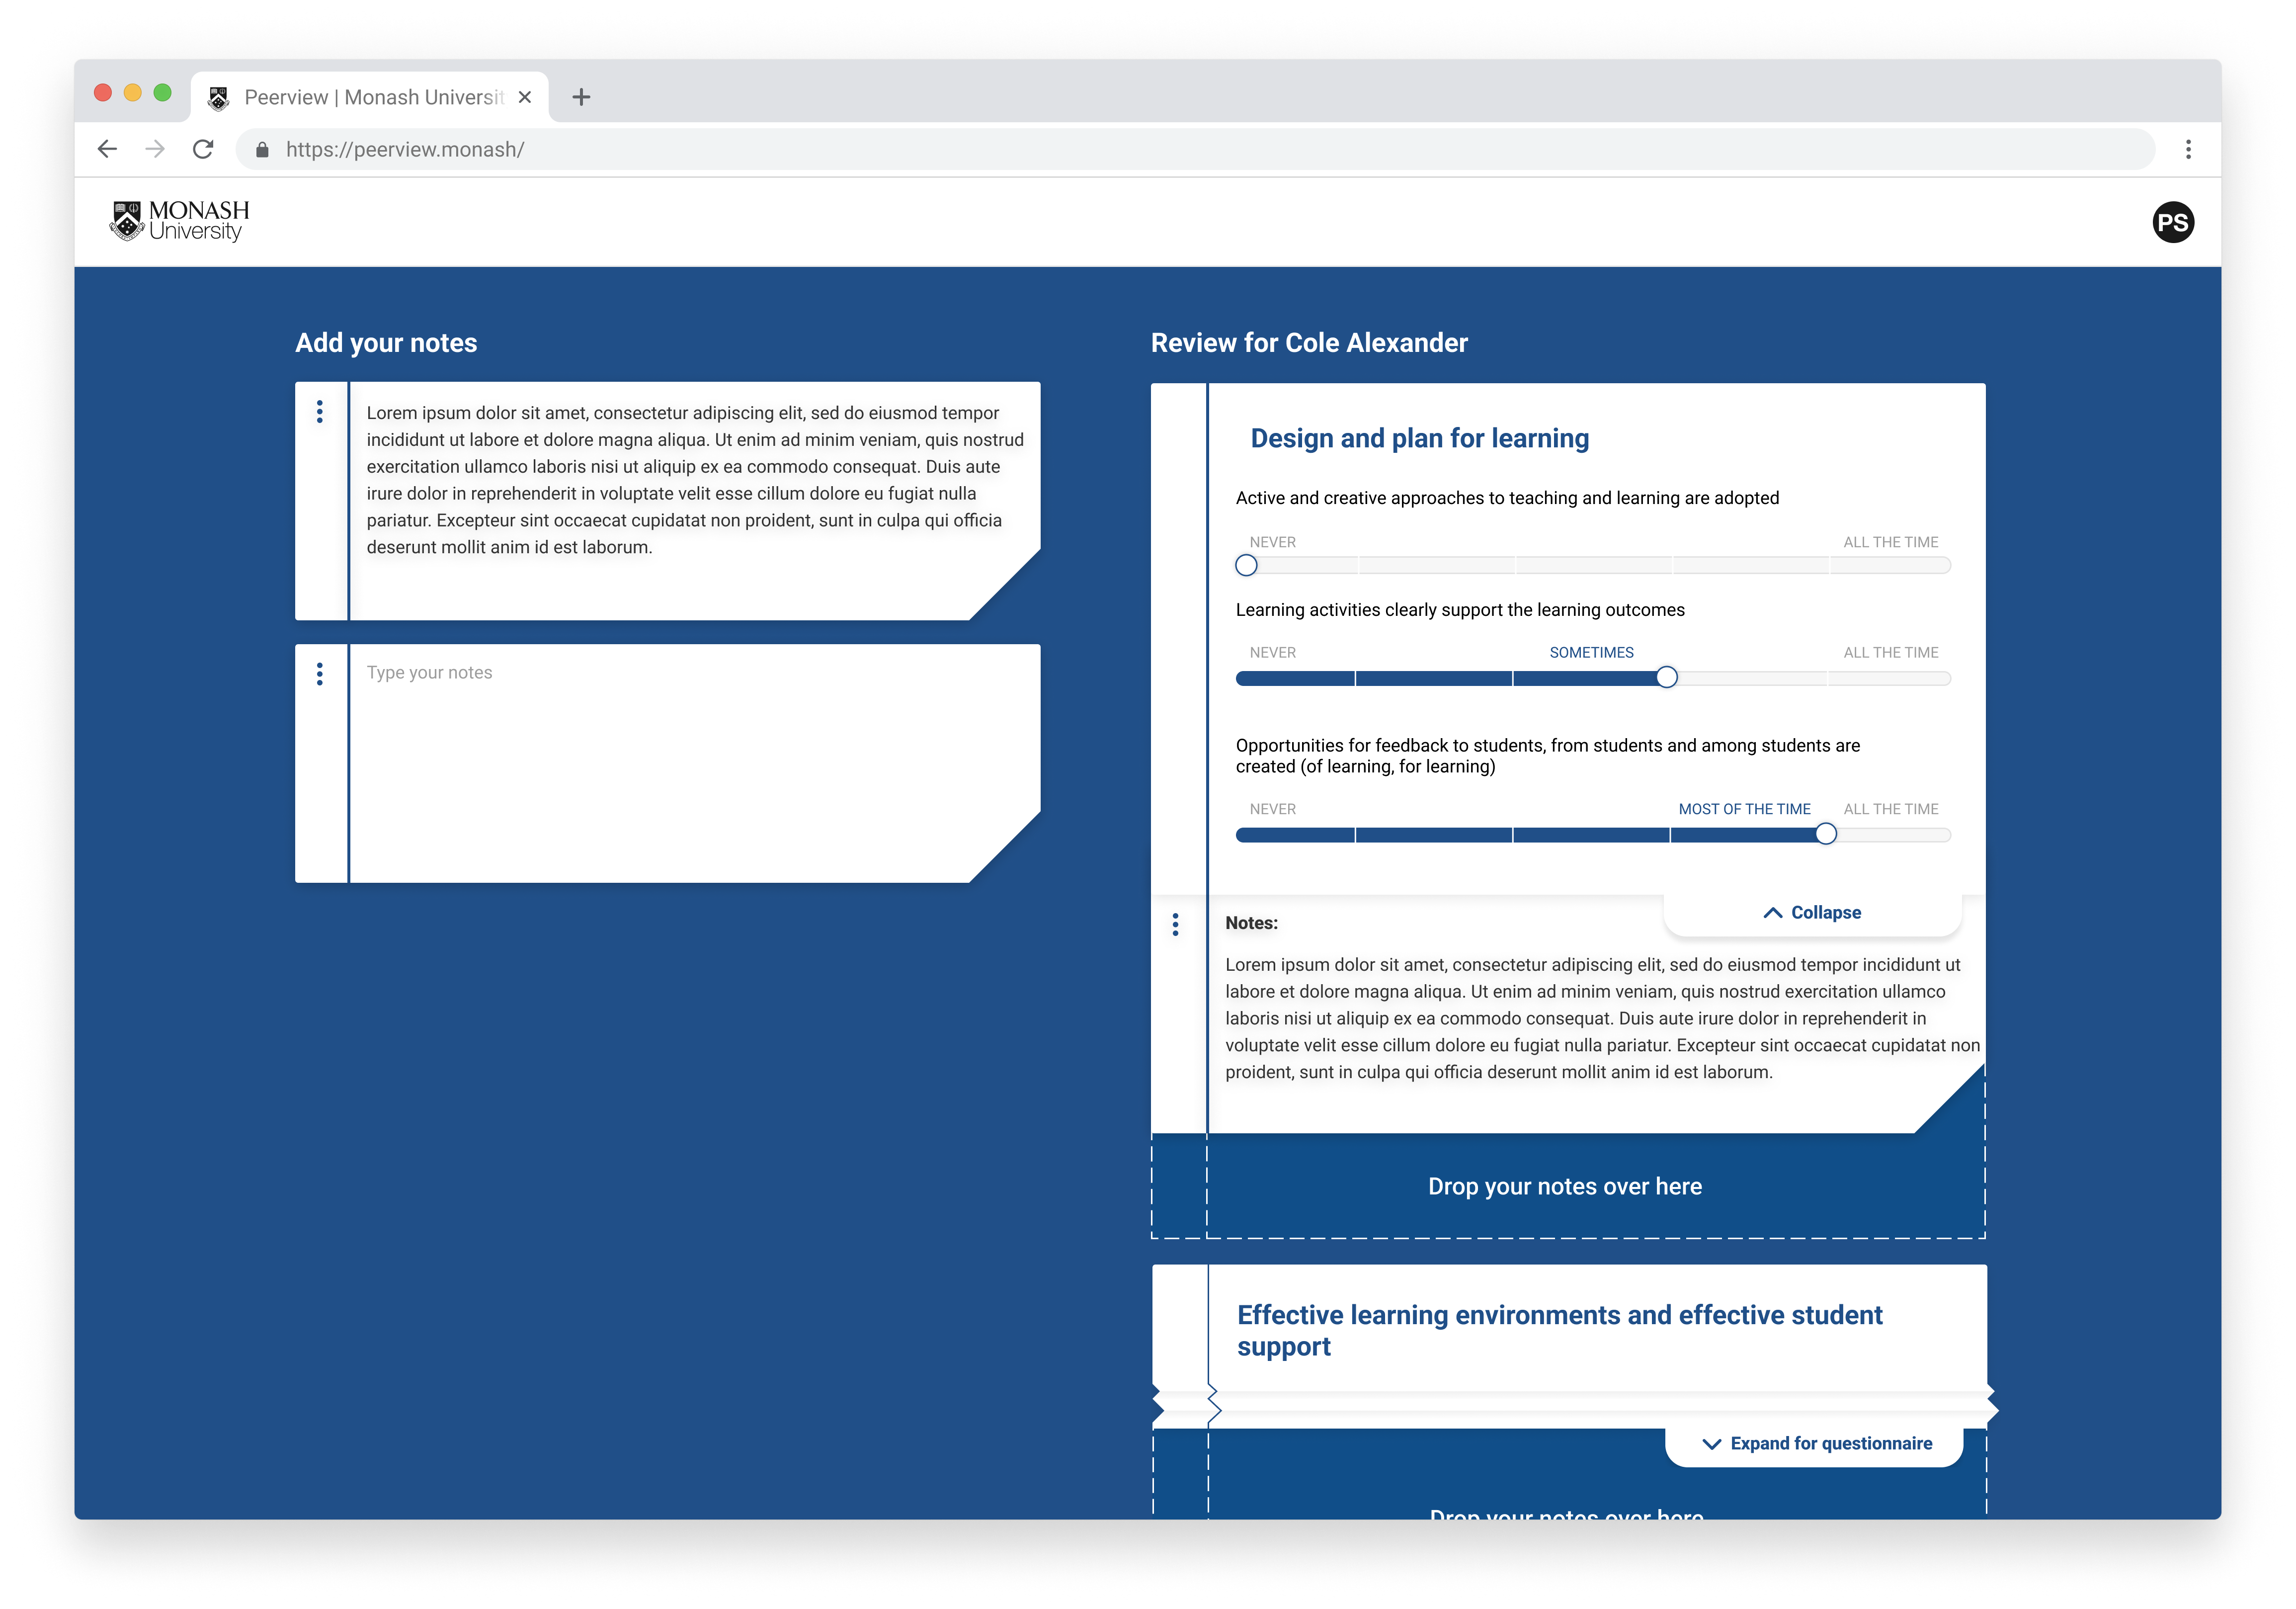 Peerview | Monash Universit
https://peerview.monash/
MONASH
University
PS
Add your notes
Lorem ipsum dolor sit amet, consectetur adipiscing elit, sed do eiusmod tempor
incididunt ut labore et dolore magna aliqua. Ut enim ad minim veniam, quis nostrud
exercitation ullamco laboris nisi ut aliquip ex ea commodo consequat. Duis aute
irure dolor in reprehenderit in voluptate velit esse cillum dolore eu fugiat nulla
pariatur. Excepteur sint occaecat cupidatat non proident, sunt in culpa qui officia
deserunt mollit anim id est laborum.
Type your notes
Review for Cole Alexander
Design and plan for learning
Active and creative approaches to teaching and learning are adopted
NEVER ALL THE TIME
Learning activities clearly support the learning outcomes
NEVER SOMETIMES ALL THE TIME
Opportunities for feedback to students, from students and among students are
created (of learning, for learning)
NEVER MOST OF THE TIME ALL THE TIME
Collapse
Notes:
Lorem ipsum dolor sit amet, consectetur adipiscing elit, sed do eiusmod tempor incididunt ut
labore et dolore magna aliqua. Ut enim ad minim veniam, quis nostrud exercitation ullamco
laboris nisi ut aliquip ex ea commodo consequat. Duis aute irure dolor in reprehenderit in
voluptate velit esse cillum dolore eu fugiat nulla pariatur. Excepteur sint occaecat cupidatat non
proident, sunt in culpa qui officia deserunt mollit anim id est laborum.
Drop your notes over here
Effective learning environments and effective student
support
Expand for questionnaire
Drop your notes over here